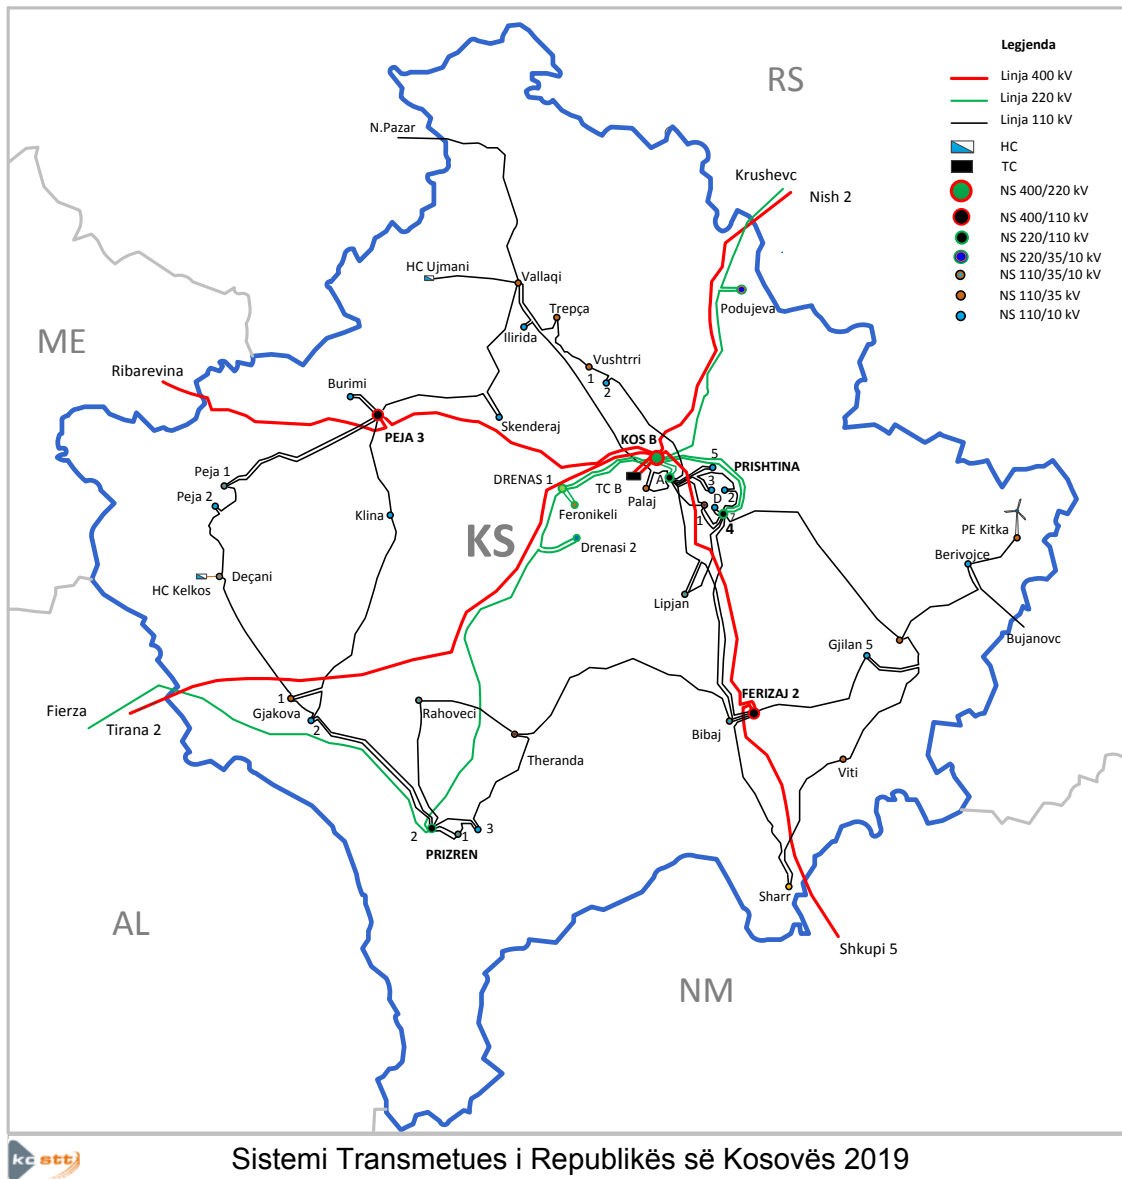 Legjenda
Linja 400 kV
Linja 220 kV
Linja 110 kV
HC
TC
NS 400/220 kV
NS 400/110 kV
NS 220/110 kV
NS 220/35/10 kV
NS 110/35/10 kV
NS 110/35 kV
NS 110/10 kV
RS
N.Pazar
Krushevc
Nish 2
HC Ujmani
Vallaqi
Podujeva
Trepça
Ilirida
ME
Ribarevina
Vushtrri
1
2
Burimi
Skenderaj
PEJA 3
KOS B
5
PRISHTINA
Peja 1
DRENAS 1
TC B
A
3
Peja 2
Palaj
2
D
Feronikeli
Klina
1
7
4
KS
PE Kitka
Drenasi 2
Berivojce
Deçani
HC Kelkos
Lipjan
Bujanovc
Gjilan 5
1
FERIZAJ 2
Fierza
Gjakova
Rahoveci
Tirana 2
2
Bibaj
Theranda
Viti
2
1
3
PRIZREN
Sharr
AL
Shkupi 5
NM
kostt
Sistemi Transmetues i Republikës së Kosovës 2019